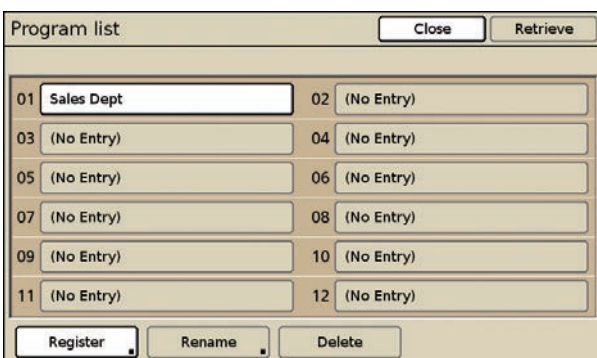 Program list Close Retrieve
01 Sales Dept 02 (No Entry)
03 (No Entry) 04 (No Entry)
05 (No Entry) 06 (No Entry)
07 (No Entry) 08 (No Entry)
09 (No Entry) 10 (No Entry)
11 (No Entry) 12 (No Entry)
Register Rename Delete